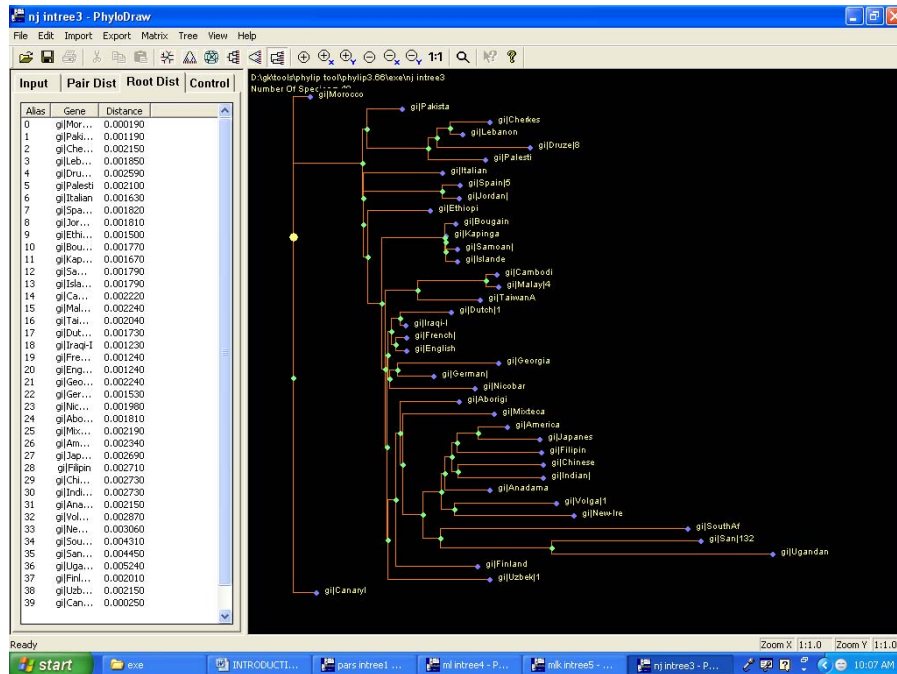 nj intree3 - PhyloDraw
File Edit Import Export Matrix Tree View Help
1:1
Input Pair Dist Root Dist Control
D:\gk\tools\phylip tool\phylip3.66\exe\nj intree3
Number Of Spec
Alias Gene Distance
0 gi|Mor... 0.000190
1 gi|Paki... 0.001190
2 gi|Che... 0.002150
3 gi|Leb... 0.001850
4 gi|Dru... 0.002590
5 gi|Palesti 0.002100
6 gi|Italian 0.001630
7 gi|Spa... 0.001820
8 gi|Jor... 0.001810
9 gi|Ethi... 0.001500
10 gi|Bou... 0.001770
11 gi|Kap... 0.001670
12 gi|Sa... 0.001790
13 gi|Isla... 0.001790
14 gi|Ca... 0.002220
15 gi|Mal... 0.002240
16 gi|Tai... 0.002040
17 gi|Dut... 0.001730
18 gi|Iraqi-I 0.001230
19 gi|Fre... 0.001240
20 gi|Eng... 0.001240
21 gi|Geo... 0.002240
22 gi|Ger... 0.001530
23 gi|Nic... 0.001980
24 gi|Abo... 0.001810
25 gi|Mix... 0.002190
26 gi|Am... 0.002340
27 gi|Jap... 0.002690
28 gi|Filipin 0.002710
29 gi|Chi... 0.002730
30 gi|Indi... 0.002730
31 gi|Ana... 0.002150
32 gi|Vol... 0.002870
33 gi|Ne... 0.003060
34 gi|Sou... 0.004310
35 gi|San... 0.004450
36 gi|Uga... 0.005240
37 gi|Finl... 0.002010
38 gi|Uzb... 0.002150
39 gi|Can... 0.000250
gi|Morocco
gi|Pakista
gi|Cherkes
gi|Lebanon
gi|Druze|8
gi|Palesti
gi|Italian
gi|Spain|5
gi|Jordan|
gi|Ethiopi
gi|Bougain
gi|Kapinga
gi|Samoan|
gi|Islande
gi|Cambodi
gi|Malay|4
gi|TaiwanA
gi|Dutch|1
gi|Iraqi-I
gi|French|
gi|English
gi|Georgia
gi|German|
gi|Nicobar
gi|Aborigi
gi|Mixteca
gi|America
gi|Japanes
gi|Filipin
gi|Chinese
gi|Indian|
gi|Anadama
gi|Volga|1
gi|New-Ire
gi|SouthAf
gi|San|132
gi|Ugandan
gi|Finland
gi|Uzbek|1
gi|Canaryl
Ready Zoom X 1:1.0 Zoom Y 1:1.0
start exe INTRODUCTI... pars intree1 ... ml intree4 - P... mlk intree5 - ... nj intree3 - P... 10:07 AM